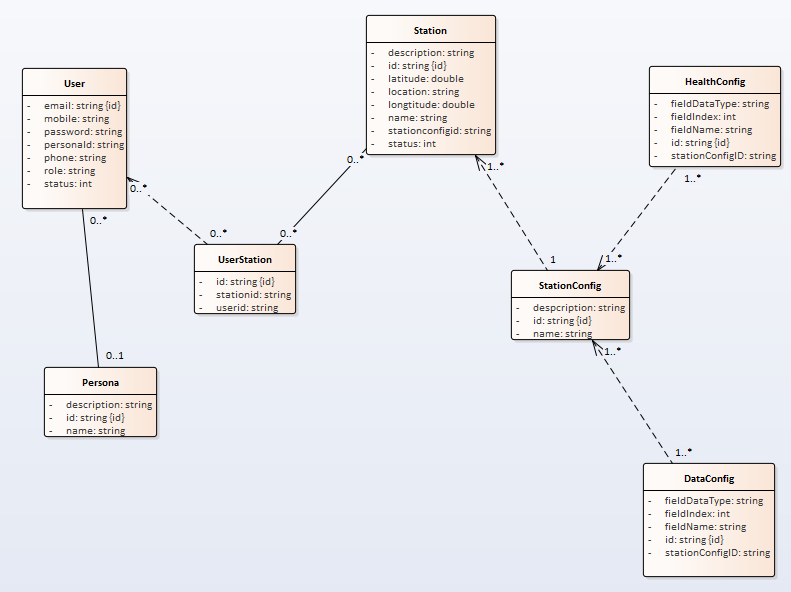 Station
- description: string
- id: string {id}
- latitude: double
- location: string
- longtitude: double
- name: string
- stationconfigid: string
- status: int
User
- email: string {id}
- mobile: string
- password: string
- personaId: string
- phone: string
- role: string
- status: int
HealthConfig
- fieldDataType: string
- fieldIndex: int
- fieldName: string
- id: string {id}
- stationConfigID: string
0..*
1..*
0..*
1..*
0..*
0..*
0..*
UserStation
- id: string {id}
- stationid: string
- userid: string
1
1..*
StationConfig
- despcription: string
- id: string {id}
- name: string
1..*
0..1
Persona
- description: string
- id: string {id}
- name: string
1..*
DataConfig
- fieldDataType: string
- fieldIndex: int
- fieldName: string
- id: string {id}
- stationConfigID: string